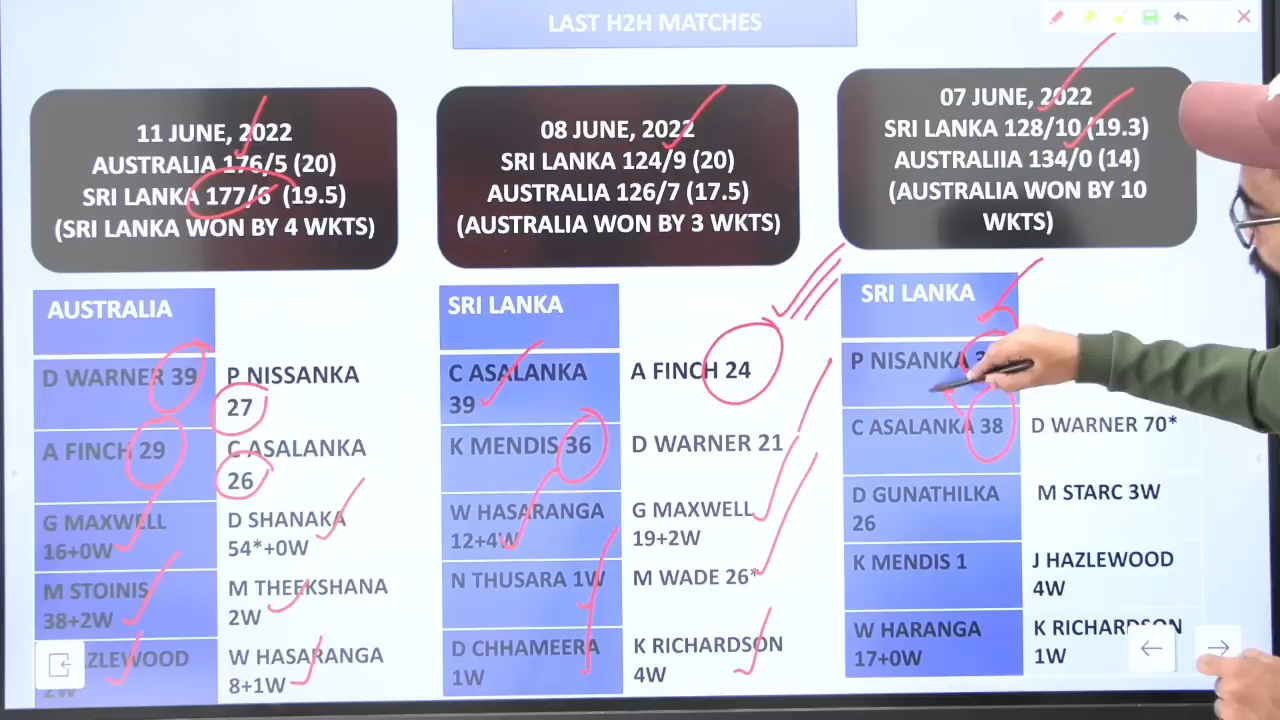 LAST H2H MATCHES
11 JUNE, 2022
AUSTRALIA 176/5 (20)
SRI LANKA 177/6 (19.5)
(SRI LANKA WON BY 4 WKTS)
AUSTRALIA
D WARNER 39
A FINCH 29
G MAXWELL
16+0W
M STOINIS
38+2W
AZLEWOOD
2W
P NISSANKA
27
C ASALANKA
26
D SHANAKA
54*+0W
M THEEKSHANA
2W
W HASARANGA
8+1W
08 JUNE, 2022
SRI LANKA 124/9 (20)
AUSTRALIA 126/7 (17.5)
(AUSTRALIA WON BY 3 WKTS)
SRI LANKA
C ASALANKA
39
K MENDIS 36
W HASARANGA
12+4W
N THUSARA 1W
D CHHAMEERA
1W
A FINCH 24
D WARNER 21
G MAXWELL
19+2W
M WADE 26*
K RICHARDSON
4W
07 JUNE, 2022
SRI LANKA 128/10 (19.3)
AUSTRALIIA 134/0 (14)
(AUSTRALIA WON BY 10
WKTS)
SRI LANKA
P NISANKA 3
C ASALANKA 38
D GUNATHILKA
26
K MENDIS 1
W HARANGA
17+0W
D WARNER 70*
M STARC 3W
J HAZLEWOOD
4W
K RICHARDSON
1W